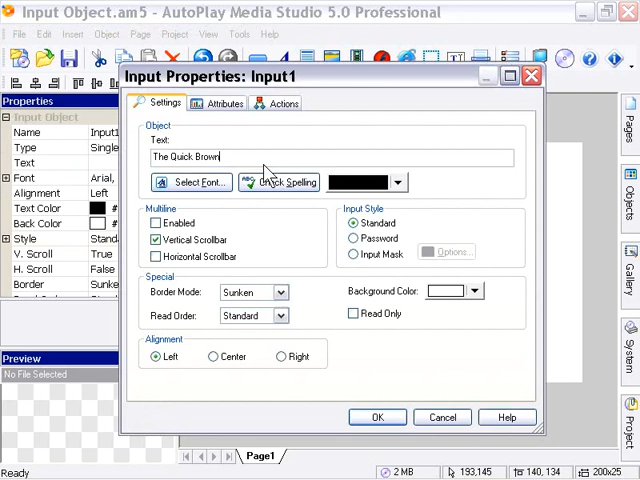 Input Object.am5 - AutoPlay Media Studio 5.0 Professional
File Edit Insert Object Page Project Publish View Tools Help
Properties
Input Object
Name Input1
Type Single
Text
Font Arial,
Alignment Left
Text Color #
Back Color #
Style Standa
V. Scroll True
H. Scroll False
Border Sunken
Preview
No File Selected
Input Properties: Input1
Settings Attributes Actions
Object
Text:
The Quick Brown
Select Font... Check Spelling
Multiline
Enabled
Vertical Scrollbar
Horizontal Scrollbar
Input Style
Standard
Password
Input Mask Options...
Special
Border Mode: Sunken
Read Order: Standard
Background Color:
Read Only
Alignment
Left Center Right
OK Cancel Help
Pages
Objects
Gallery
System
Project
Page1
Ready 2 MB 193,145 140, 134 200x25